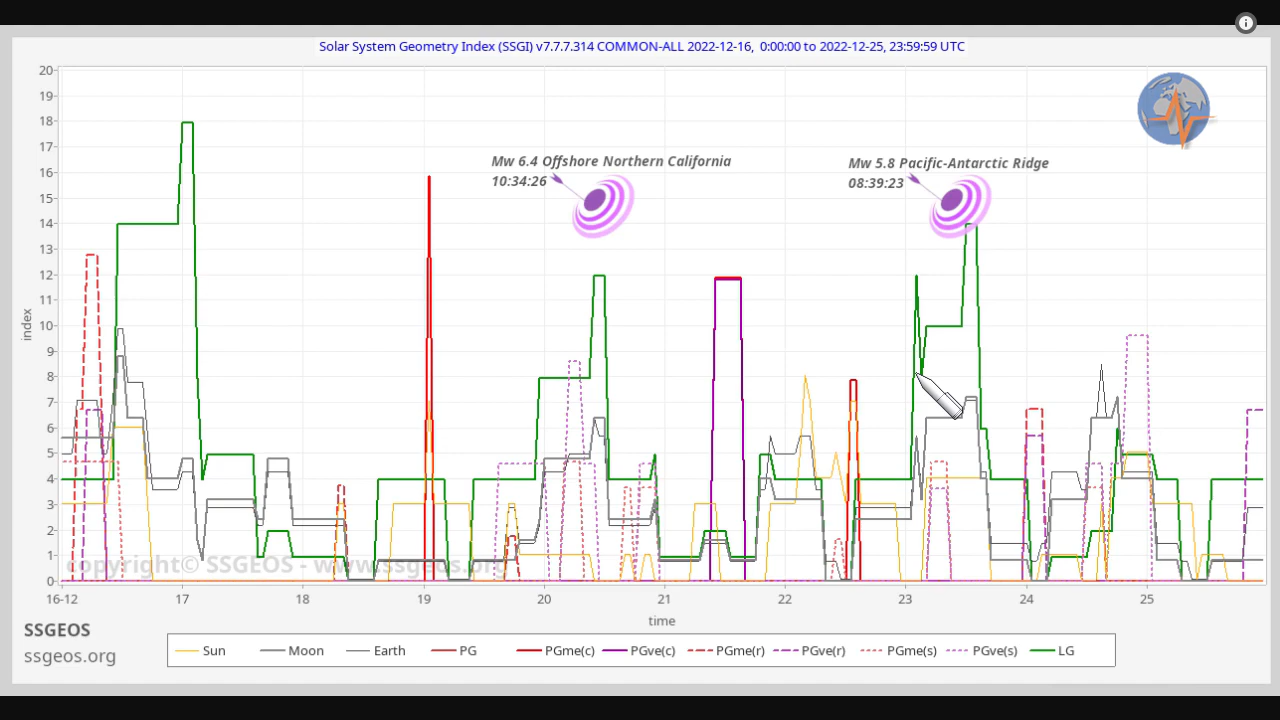 Solar System Geometry Index (SSGI) v7.7.7.314 COMMON-ALL 2022-12-16, 0:00:00 to 2022-12-25, 23:59:59 UTC
20
19
18
17
16
15
14
13
12
11
10
9
8
7
6
5
4
3
2
1
0
index
Mw 6.4 Offshore Northern California
10:34:26
Mw 5.8 Pacific-Antarctic Ridge
08:39:23
copyright© SSGEOS - www.ssgeos.org
16-12 17 18 19 20 21 22 23 24 25
time
SSGEOS
ssgeos.org
Sun Moon Earth PG PGme(c) PGve(c) PGme(r) PGve(r) PGme(s) PGve(s) LG